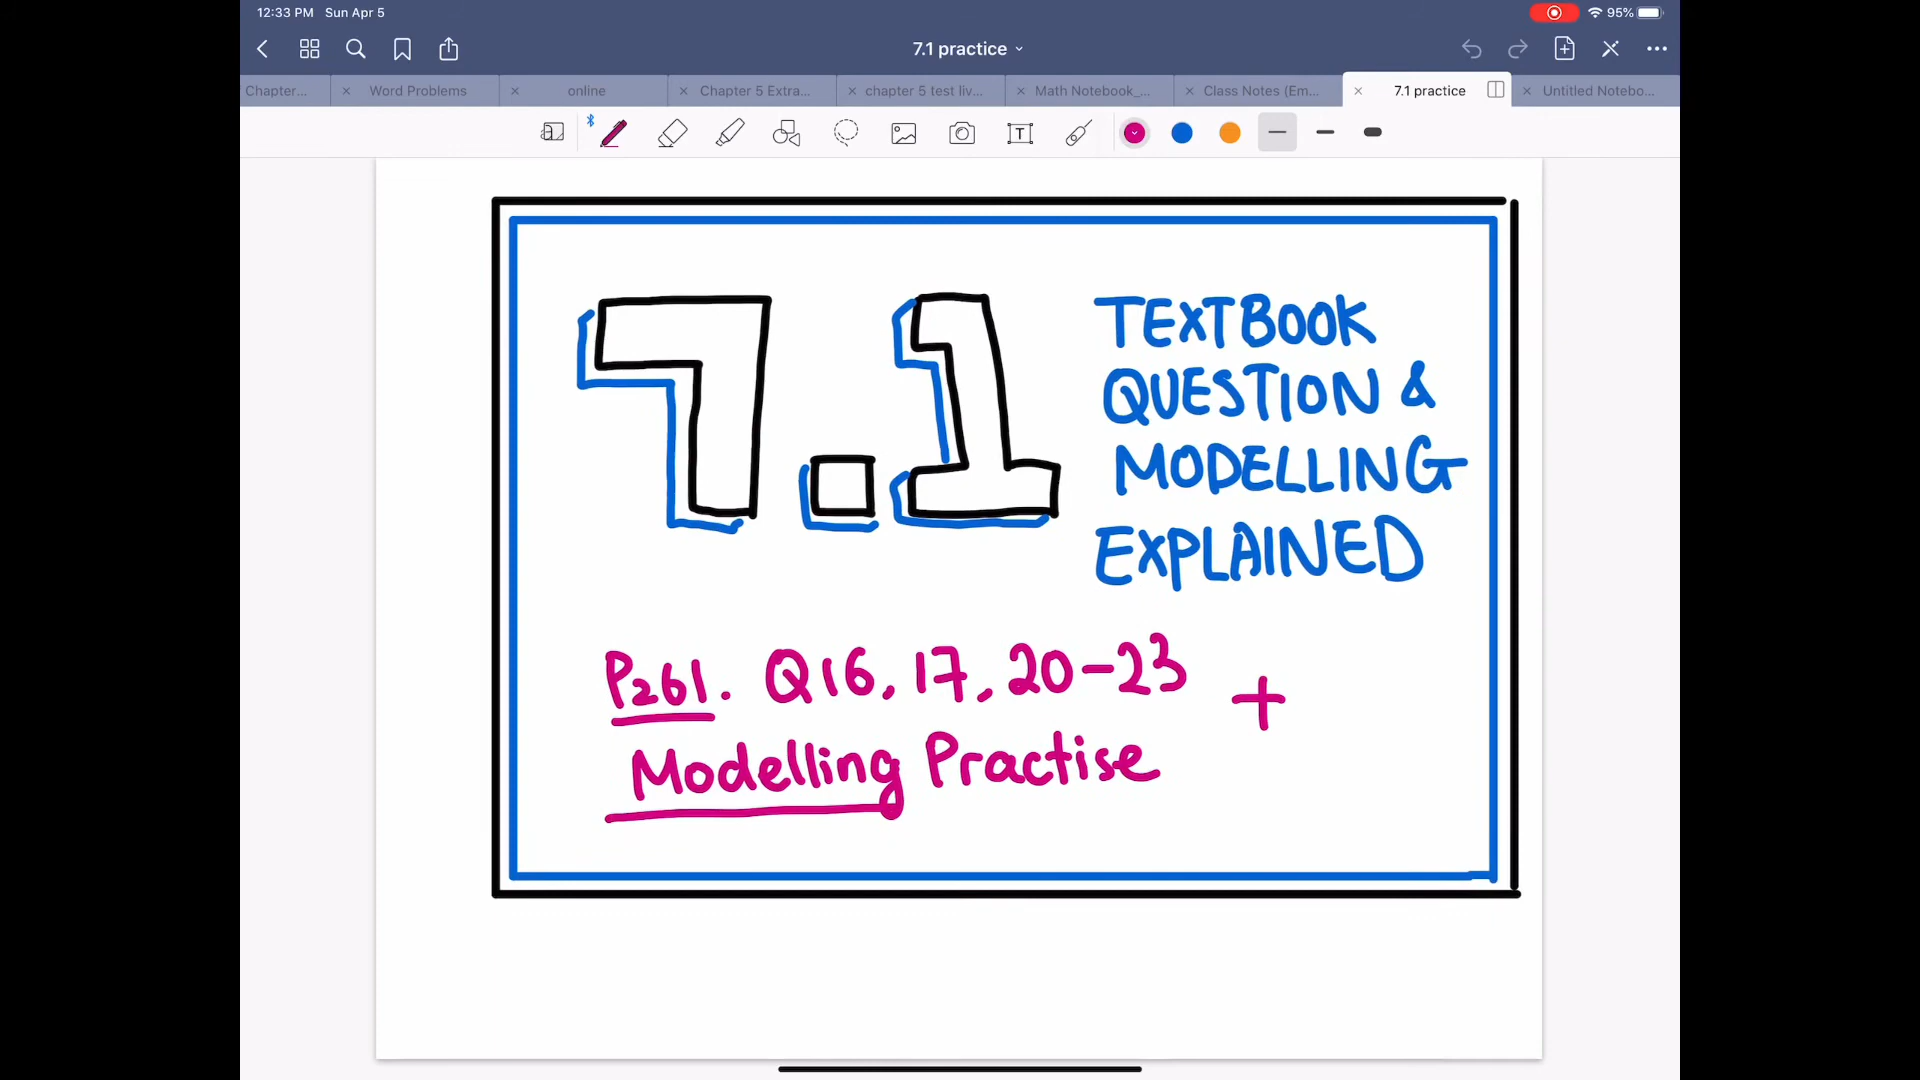 12:33 PM Sun Apr 5
95%
7.1 practice
Chapter...
Word Problems
online
Chapter 5 Extra...
chapter 5 test liv...
Math Notebook_...
Class Notes (Em...
7.1 practice
Untitled Notebo...
7.1
TEXTBOOK
QUESTION &
MODELLING
EXPLAINED
P261. Q16, 17, 20-23 +
Modelling Practise